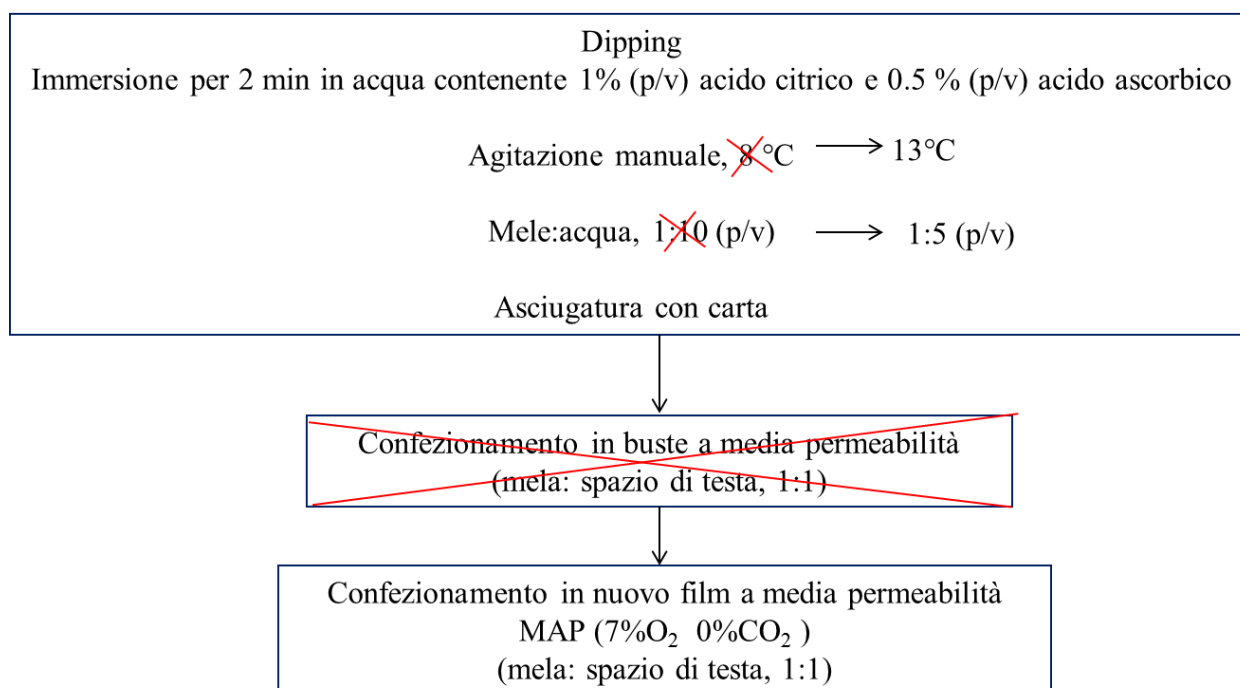 Dipping
Immersione per 2 min in acqua contenente 1% (p/v) acido citrico e 0.5 % (p/v) acido ascorbico
Agitazione manuale, 8 °C 13°C
Mele:acqua, 1:10 (p/v) 1:5 (p/v)
Asciugatura con carta
Confezionamento in buste a media permeabilità
(mela: spazio di testa, 1:1)
Confezionamento in nuovo film a media permeabilità
MAP (7%O₂ 0%CO₂ )
(mela: spazio di testa, 1:1)